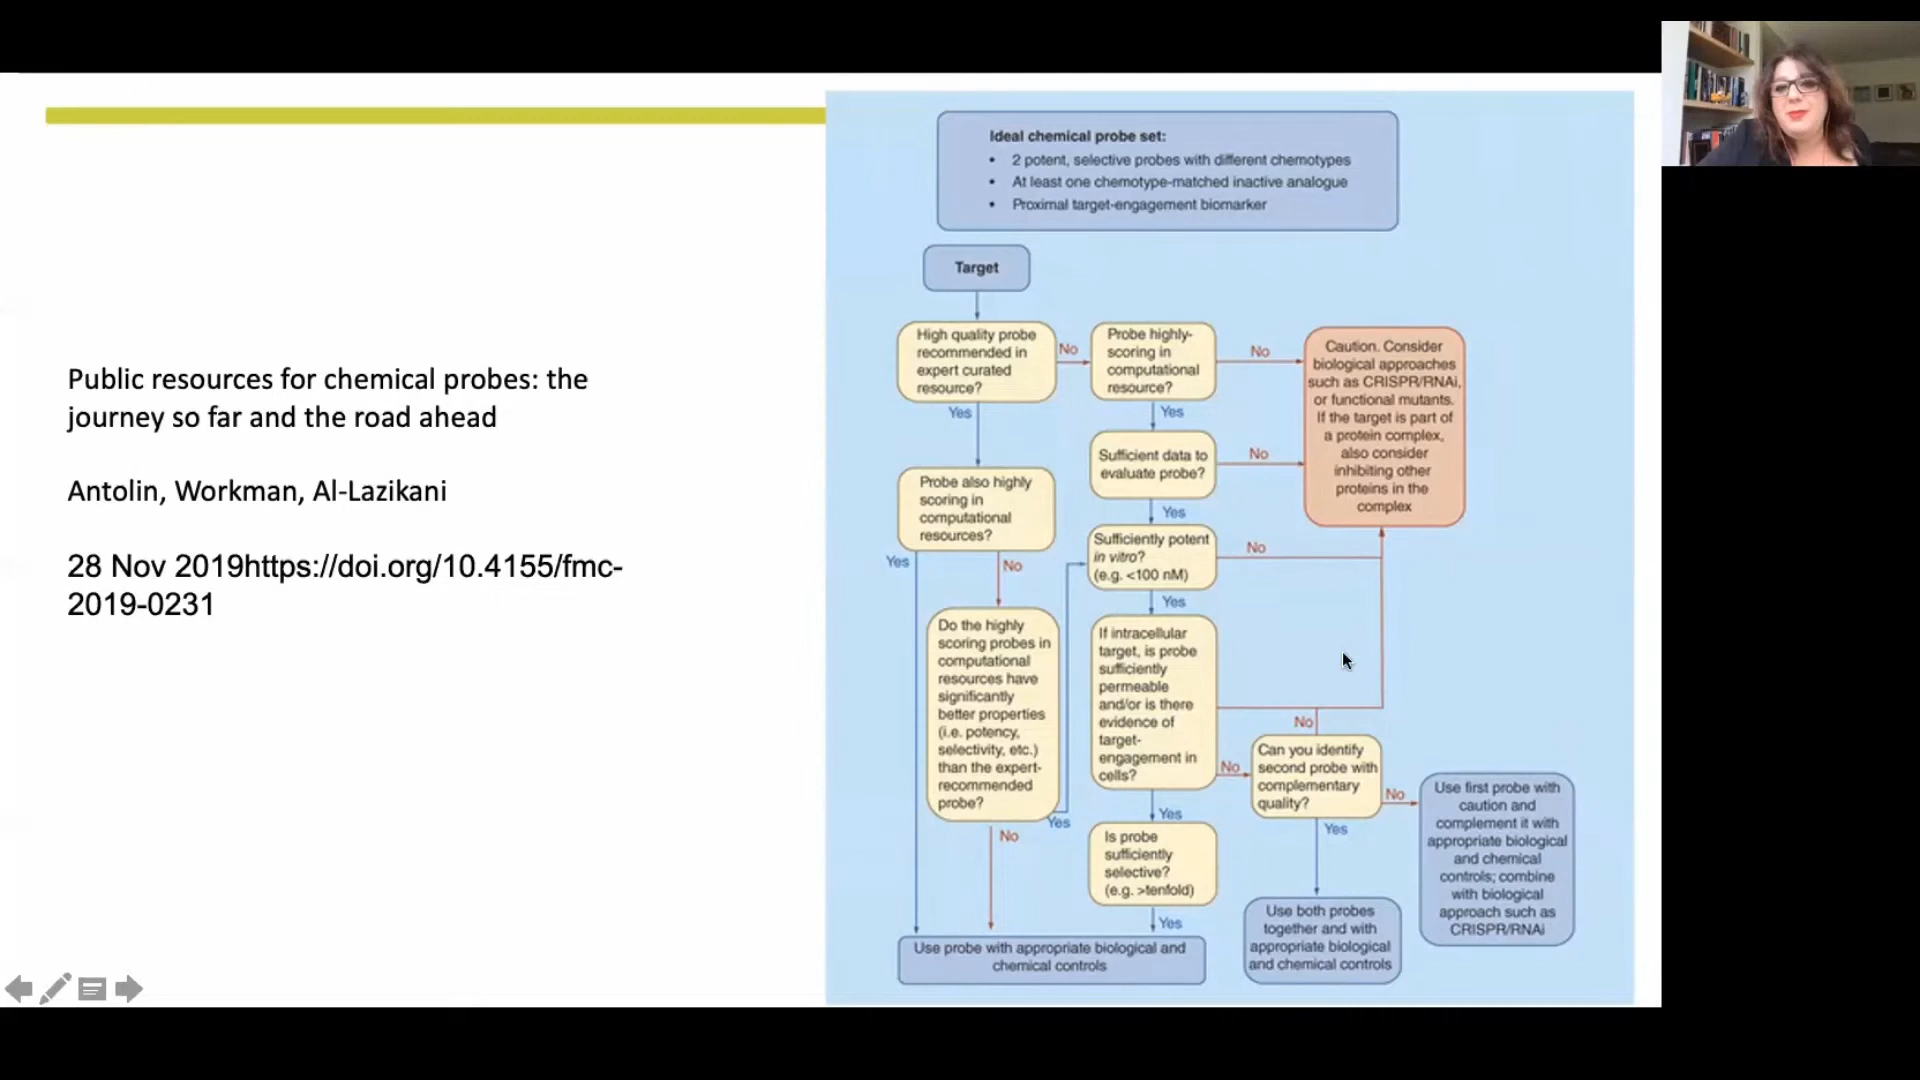 Public resources for chemical probes: the
journey so far and the road ahead
Antolin, Workman, Al-Lazikani
28 Nov 2019https://doi.org/10.4155/fmc-
2019-0231
Ideal chemical probe set:
• 2 potent, selective probes with different chemotypes
• At least one chemotype-matched inactive analogue
• Proximal target-engagement biomarker
Target
High quality probe
recommended in
expert curated
resource?
No
Probe highly-
scoring in
computational
resource?
No
Caution. Consider
biological approaches
such as CRISPR/RNAi,
or functional mutants.
If the target is part of
a protein complex,
also consider
inhibiting other
proteins in the
complex
Yes
Yes
Sufficient data to
evaluate probe?
No
Probe also highly
scoring in
computational
resources?
Yes
Sufficiently potent
in vitro?
(e.g. <100 nM)
No
Yes
No
Yes
Do the highly
scoring probes in
computational
resources have
significantly
better properties
(i.e. potency,
selectivity, etc.)
than the expert-
recommended
probe?
Yes
No
If intracellular
target, is probe
sufficiently
permeable
and/or is there
evidence of
target-
engagement in
cells?
No
No
Can you identify
second probe with
complementary
quality?
No
Yes
Use first probe with
caution and
complement it with
appropriate biological
and chemical
controls; combine
with biological
approach such as
CRISPR/RNAi
Yes
Is probe
sufficiently
selective?
(e.g. >tenfold)
Yes
Use probe with appropriate biological and
chemical controls
Use both probes
together and with
appropriate biological
and chemical controls